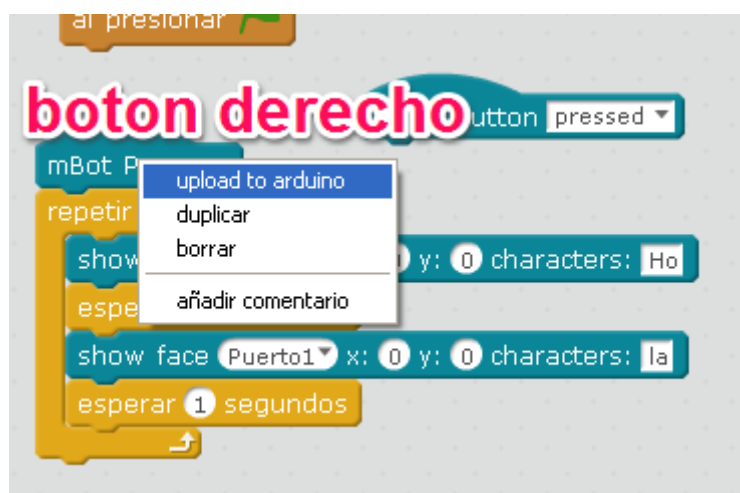 al presionar
boton derecho
utton pressed
mBot P
upload to arduino
repetir
duplicar
show
borrar
y: 0 characters: Ho
espe
añadir comentario
show face Puerto1 x: 0 y: 0 characters: la
esperar 1 segundos